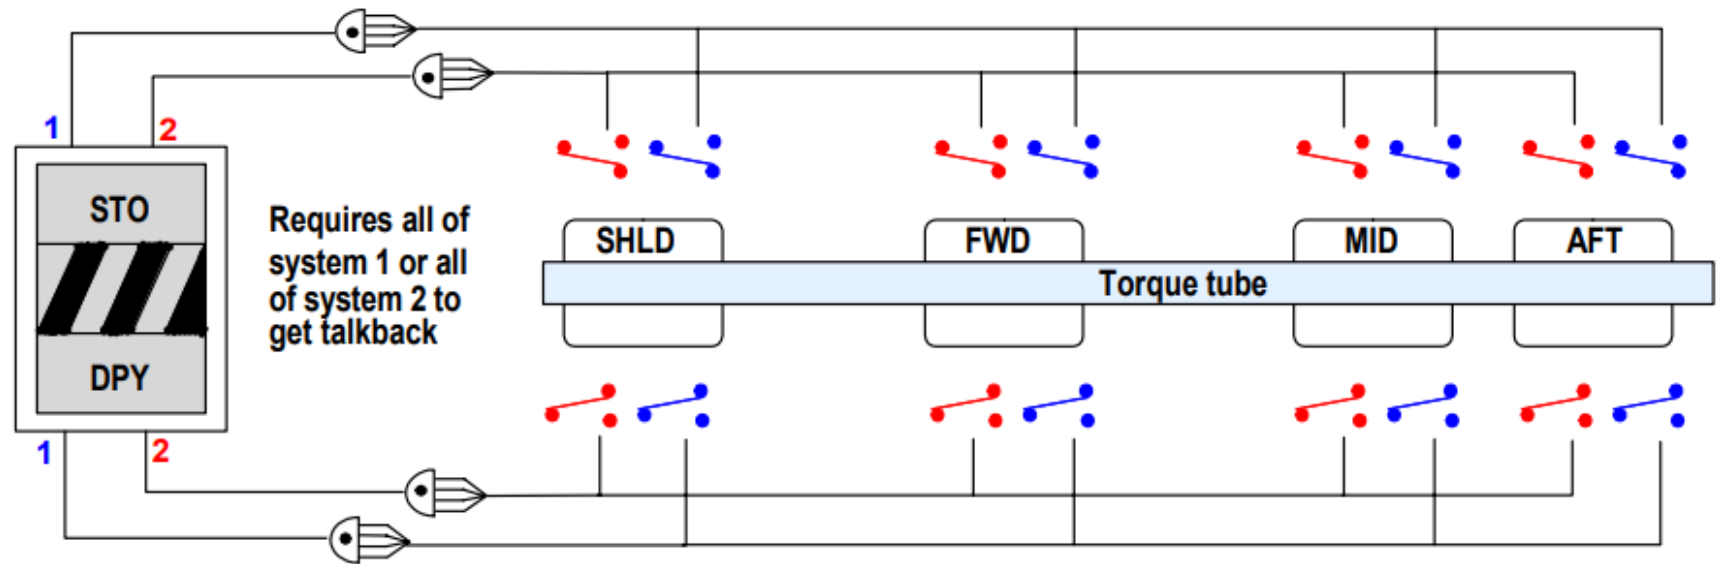 1
2
STO
DPY
1
2
Requires all of
system 1 or all
of system 2 to
get talkback
SHLD
FWD
MID
AFT
Torque tube